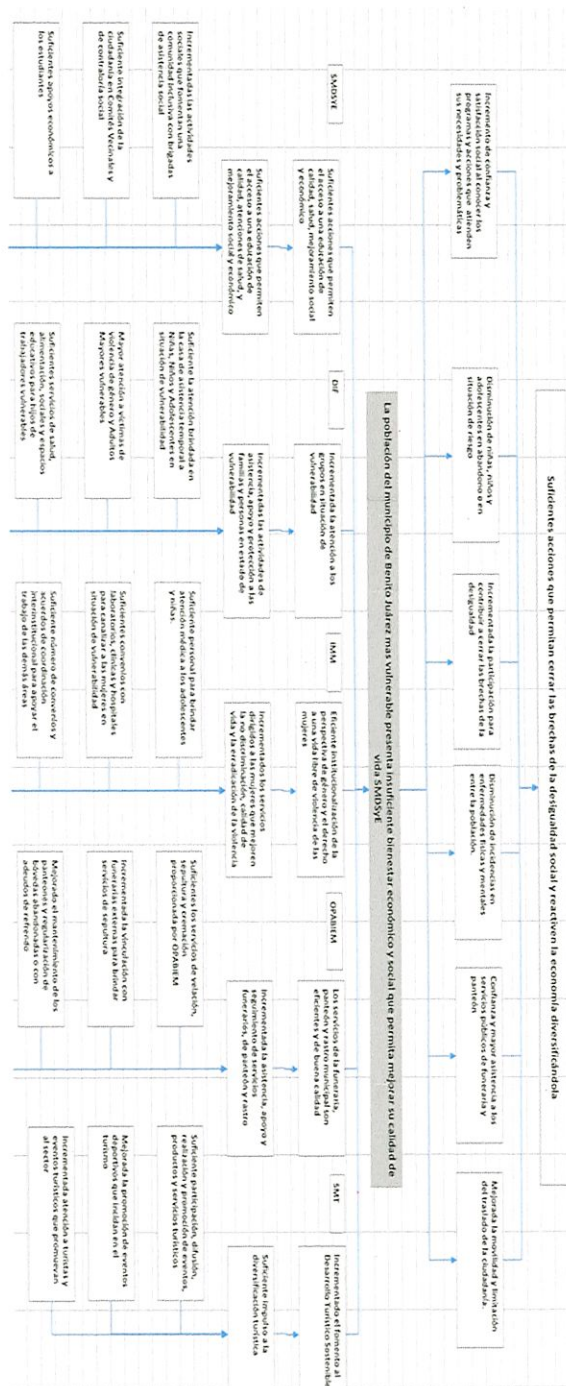 Suficientes acciones que permitan cerrar las brechas de la desigualdad social y reactiven la economía diversificándola
Incremento de confianza y
satisfacción social al conocer los
programas y acciones que atienden
sus necesidades y problemáticas
Disminución de niñas, niños y
adolescentes en abandono o en
situación de riesgo
Incrementada la participación para
contribuir a cerrar las brechas de la
desigualdad
Disminución de incidencias en
enfermedades físicas y mentales
entre la población.
Confianza y mayor asistencia a los
servicios públicos de funeraria y
panteón
Mejorada la movilidad y limitación
del traslado de la ciudadanía.
La población del municipio de Benito Juárez mas vulnerable presenta insuficiente bienestar económico y social que permita mejorar su calidad de
vida SMDSyE
SMDSyE
DIF
IMM
OPABIEM
SMT
Suficientes acciones que permiten
el acceso a una educación de
calidad, salud, mejoramiento social
y económico
Incrementada la atención a los
grupos en situación de
vulnerabilidad
Eficiente institucionalización de la
perspectiva de género y el derecho
a una vida libre de violencia de las
mujeres
Los servicios de la funeraria,
panteón y rastro municipal son
eficientes y de buena calidad
Incrementado el fomento al
Desarrollo Turístico Sostenible
Suficientes acciones que permiten
el acceso a una educación de
calidad, atenciones de salud, y
mejoramiento social y económico
Incrementadas las actividades de
asistencia, apoyo y protección a las
familias y personas en estado de
vulnerabilidad
Incrementados los servicios
dirigidos a las mujeres que mejoren
la no discriminación, calidad de
vida y la erradicación de la violencia
Incrementada la asistencia, apoyo y
seguimiento de servicios
funerarios, de panteón y rastro
Suficiente impulso a la
diversificación turística
Incrementadas las actividades
sociales que fomentan una
comunidad inclusiva con brigadas
de asistencia social
Suficiente la atención brindada en
la casa de asistencia temporal a
Niñas, Niños y Adolescentes en
situación de vulnerabilidad
Suficiente personal para brindar
atención médica a los adolescentes
y niñas.
Suficientes los servicios de velación,
sepultura y cremación
proporcionada por OPABIEM
Suficiente participación, difusión,
realización y promoción de eventos,
productos y servicios turísticos
Suficiente integración de la
ciudadanía en Comités Vecinales y
de contraloría social
Mayor atención a víctimas de
violencia de género y Adultos
Mayores vulnerables
Suficientes convenios con
laboratorios, clínicas y hospitales
para canalizar a las mujeres en
situación de vulnerabilidad
Incrementada la vinculación con
funerarias externas para brindar
servicios de sepultura
Mejorada la promoción de eventos
deportivos que incidan en el
turismo
Suficientes apoyos económicos a
los estudiantes
Suficientes servicios de salud,
alimentación, sociales y espacios
educativos para hijos de
trabajadores vulnerables
Suficiente número de convenios y
acuerdos de coordinación
interinstitucional para apoyar el
trabajo de las demás áreas
Mejorado el mantenimiento de los
panteones y regularización de
bóvedas abandonadas o con
adeudos de refrendo
Incrementada atención a turistas y
eventos turísticos que promuevan
al sector